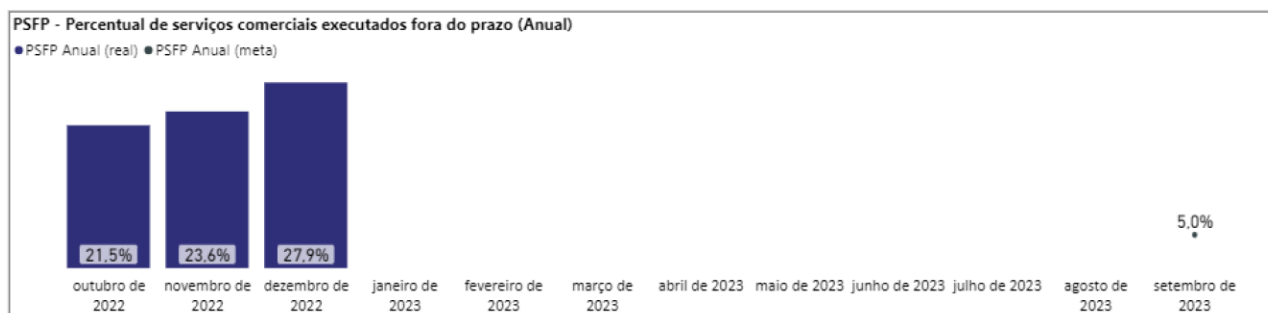 PSFP - Percentual de serviços comerciais executados fora do prazo (Anual)
PSFP Anual (real) PSFP Anual (meta)
5,0%
21,5% 23,6% 27,9%
outubro de 2022
novembro de 2022
dezembro de 2022
janeiro de 2023
fevereiro de 2023
março de 2023
abril de 2023
maio de 2023
junho de 2023
julho de 2023
agosto de 2023
setembro de 2023